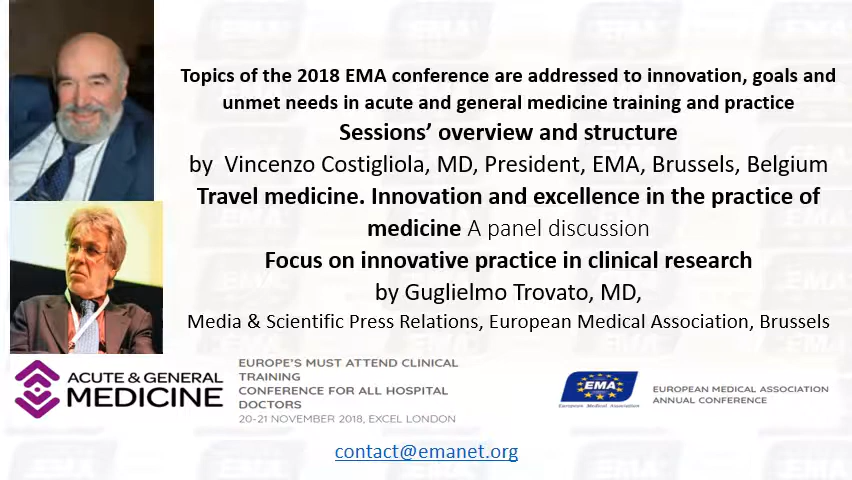 Topics of the 2018 EMA conference are addressed to innovation, goals and
unmet needs in acute and general medicine training and practice
Sessions' overview and structure
by Vincenzo Costigliola, MD, President, EMA, Brussels, Belgium
Travel medicine. Innovation and excellence in the practice of
medicine A panel discussion
Focus on innovative practice in clinical research
by Guglielmo Trovato, MD,
Media & Scientific Press Relations, European Medical Association, Brussels
ACUTE & GENERAL
MEDICINE
EUROPE'S MUST ATTEND CLINICAL
TRAINING
CONFERENCE FOR ALL HOSPITAL
DOCTORS
20-21 NOVEMBER 2018, EXCEL LONDON
EMA
European Medical Association
EUROPEAN MEDICAL ASSOCIATION
ANNUAL CONFERENCE
contact@emanet.org